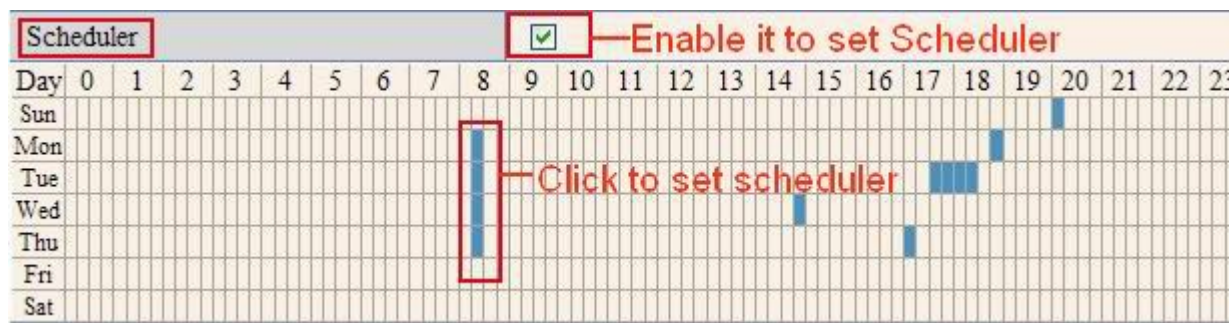 Scheduler Enable it to set Scheduler
Day 0 1 2 3 4 5 6 7 8 9 10 11 12 13 14 15 16 17 18 19 20 21 22 23
Sun
Mon
Tue Click to set scheduler
Wed
Thu
Fri
Sat